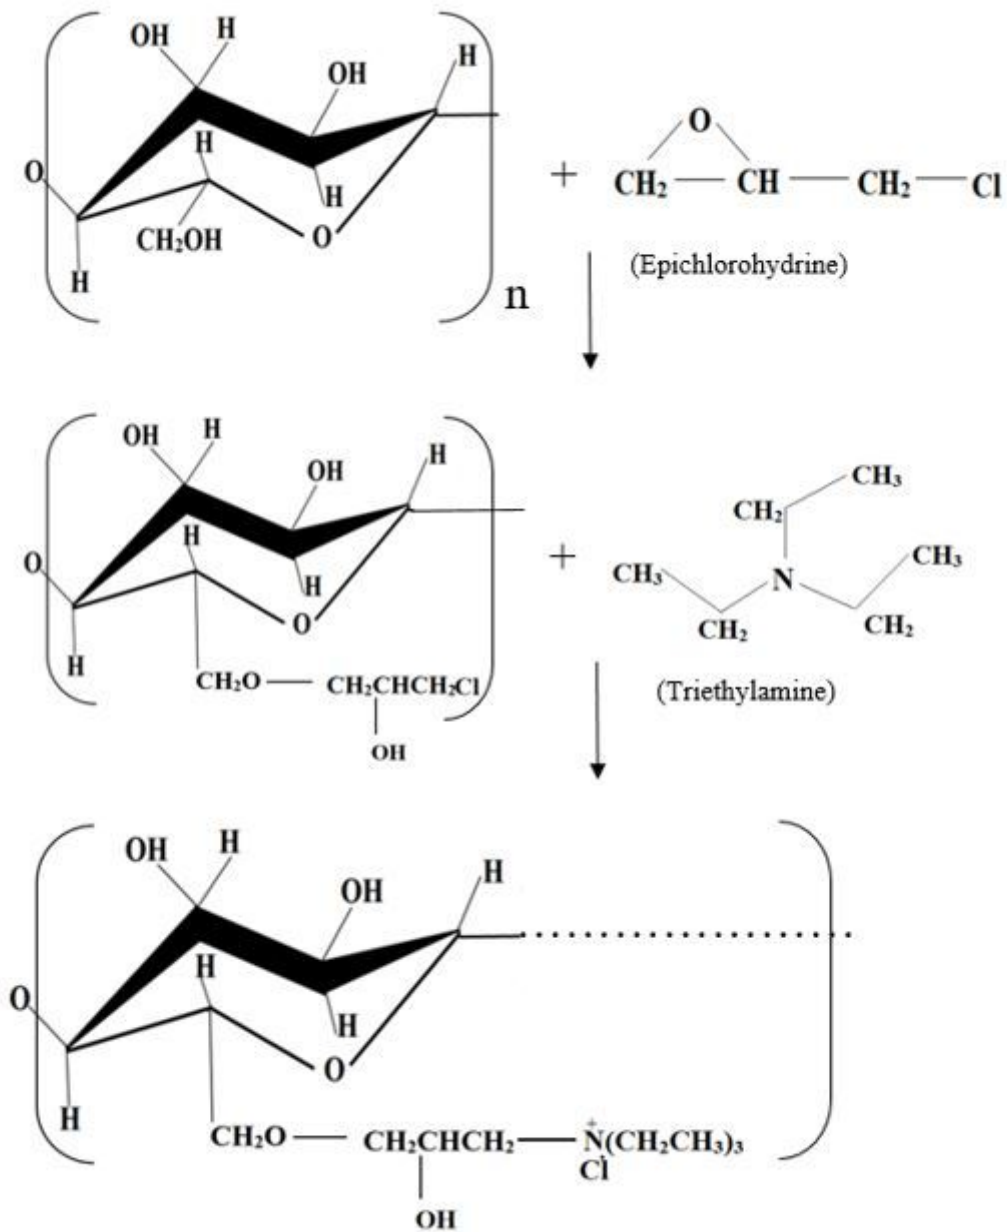 OH H
OH
H
O
H
H
CH₂OH
O
H
n
+
O
CH₂ CH CH₂ Cl
(Epichlorohydrine)
OH H
OH
H
O
H
H
O
H
CH₂O CH₂CHCH₂Cl
OH
+
CH₃
CH₂
CH₃ N CH₃
CH₂ CH₂
(Triethylamine)
OH H
OH
H
O
H
H
O
H
CH₂O CH₂CHCH₂ N⁺(CH₂CH₃)₃
Cl
OH